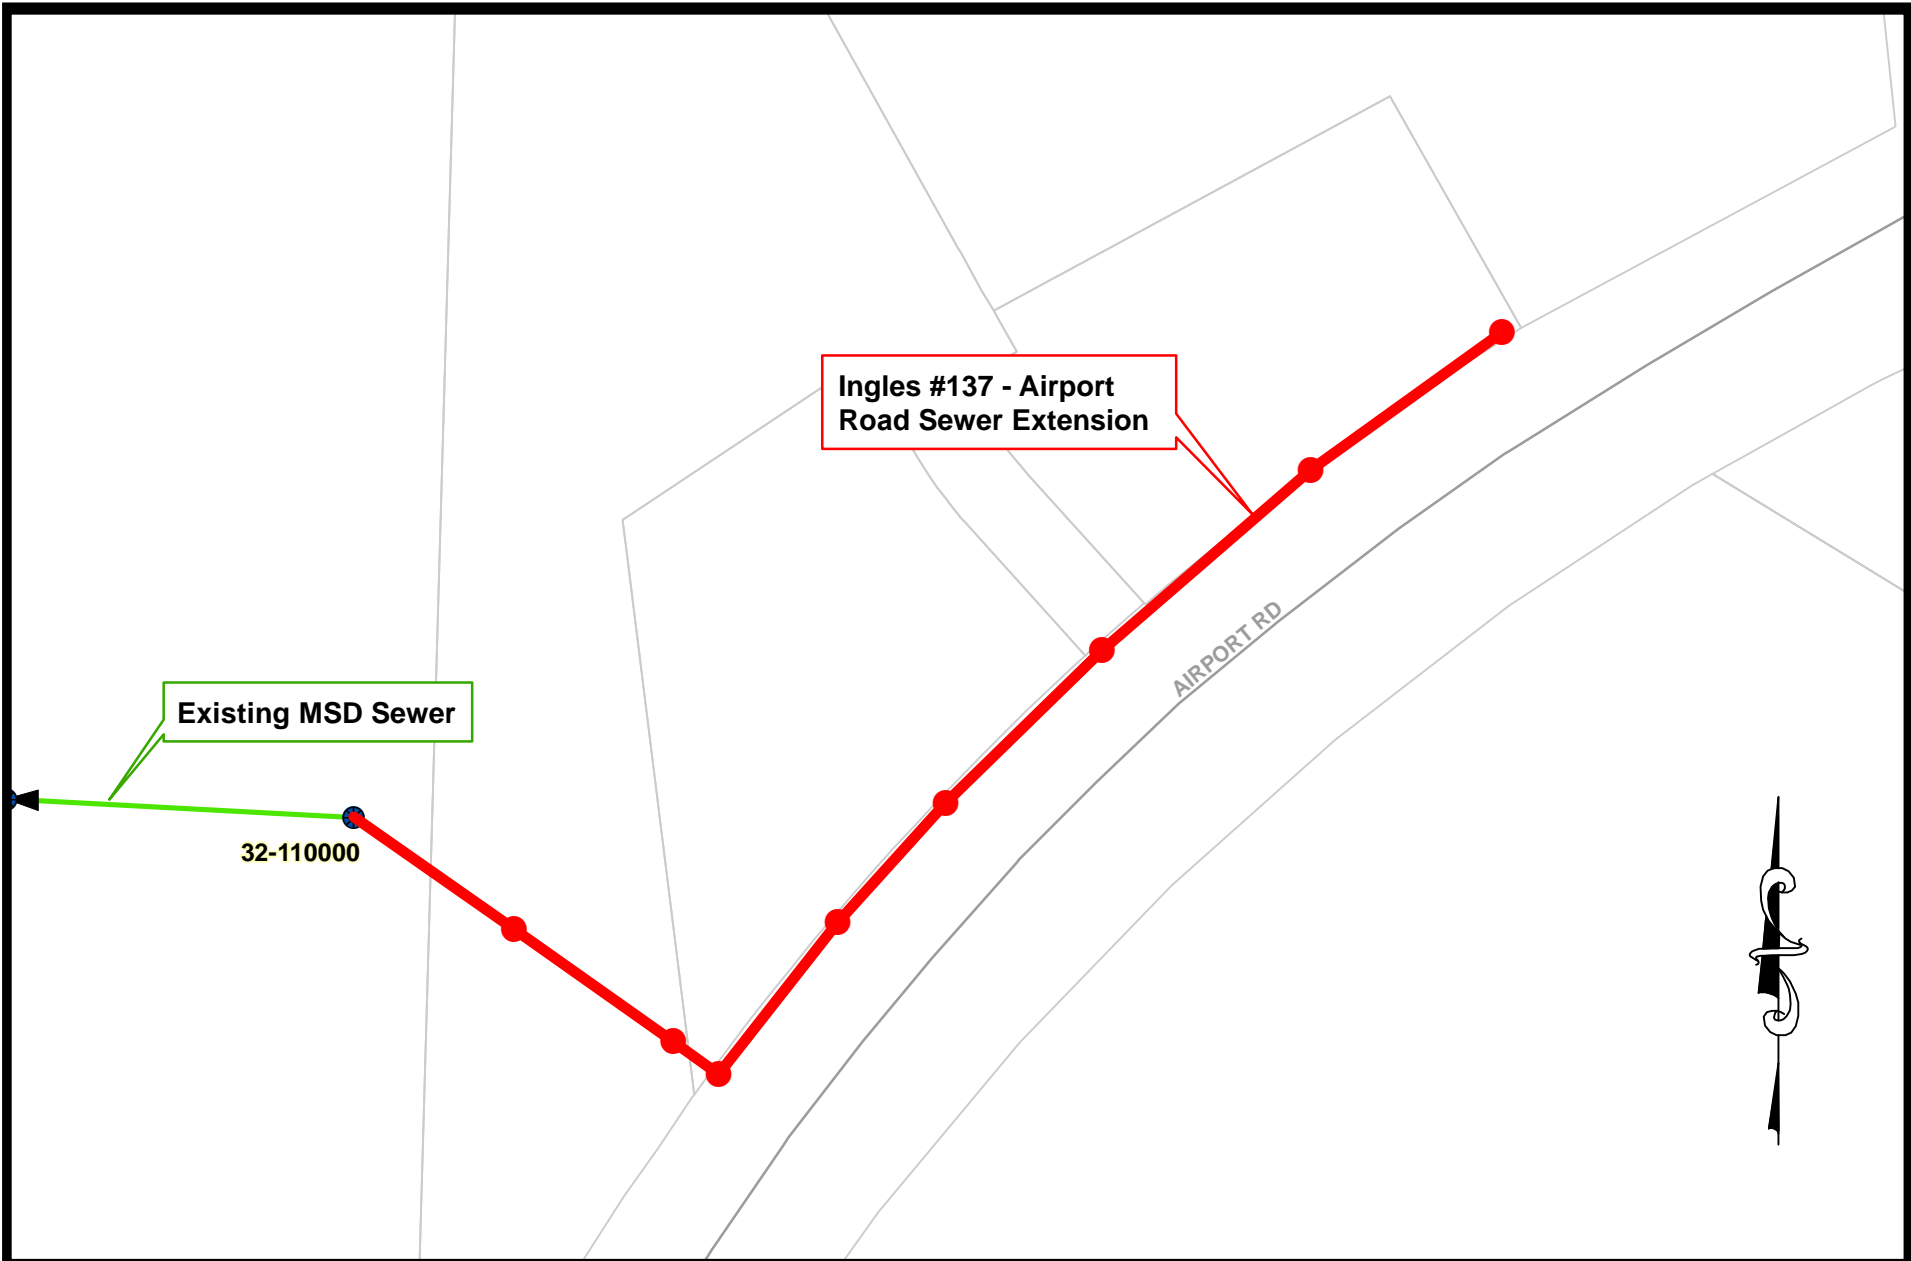 Ingles #137 - Airport
Road Sewer Extension
AIRPORT RD
Existing MSD Sewer
32-110000